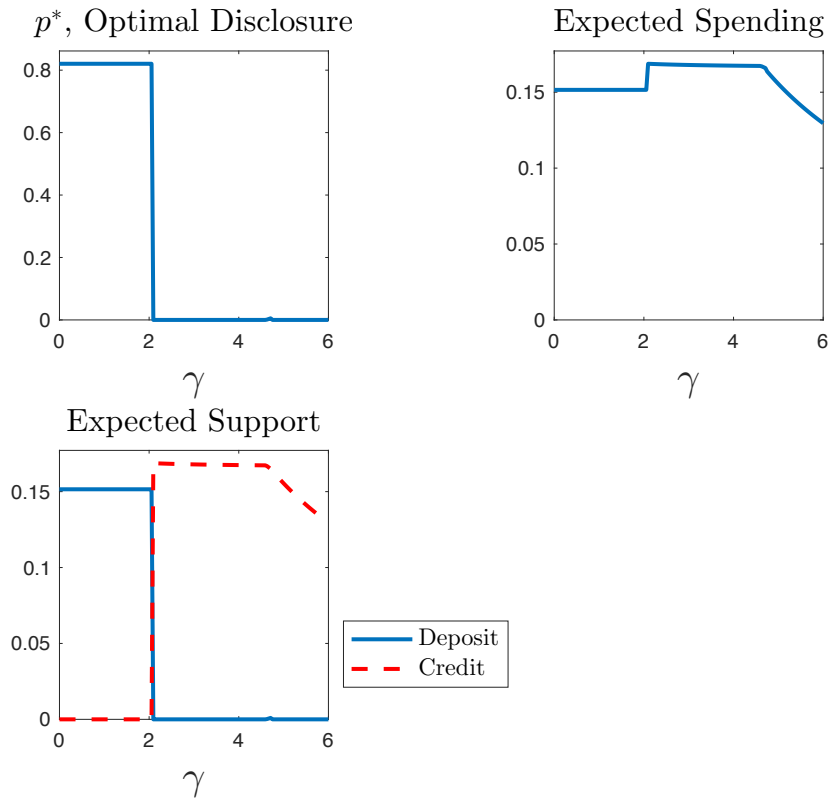 p*, Optimal Disclosure
0.8
0.6
0.4
0.2
0
0 2 4 6
γ
Expected Spending
0.15
0.1
0.05
0
0 2 4 6
γ
Expected Support
0.15
0.1
0.05
0
0 2 4 6
γ
Deposit
Credit